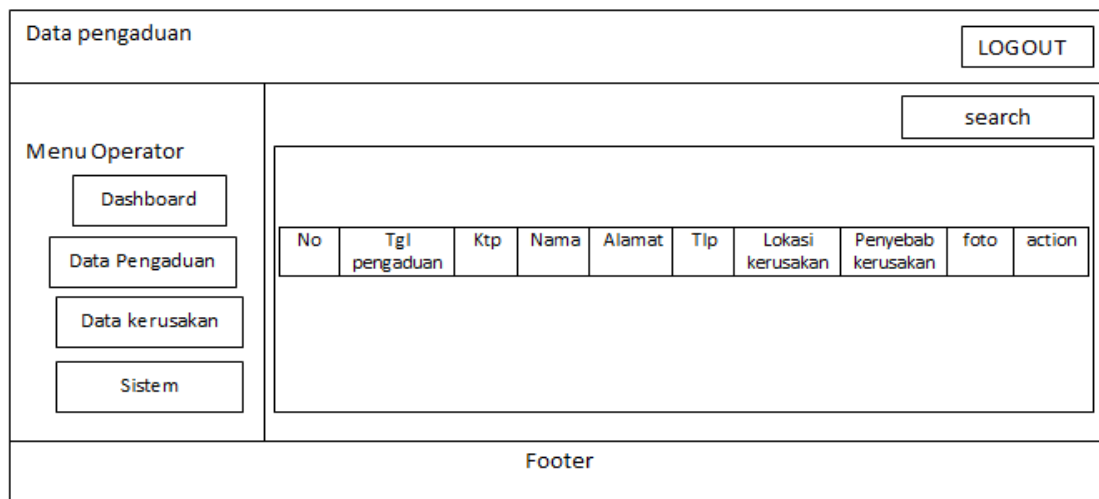 Data pengaduan
LOGOUT
search
Menu Operator
Dashboard
Data Pengaduan
Data kerusakan
Sistem
No Tgl Ktp Nama Alamat Tlp Lokasi Penyebab foto action
pengaduan kerusakan kerusakan
Footer